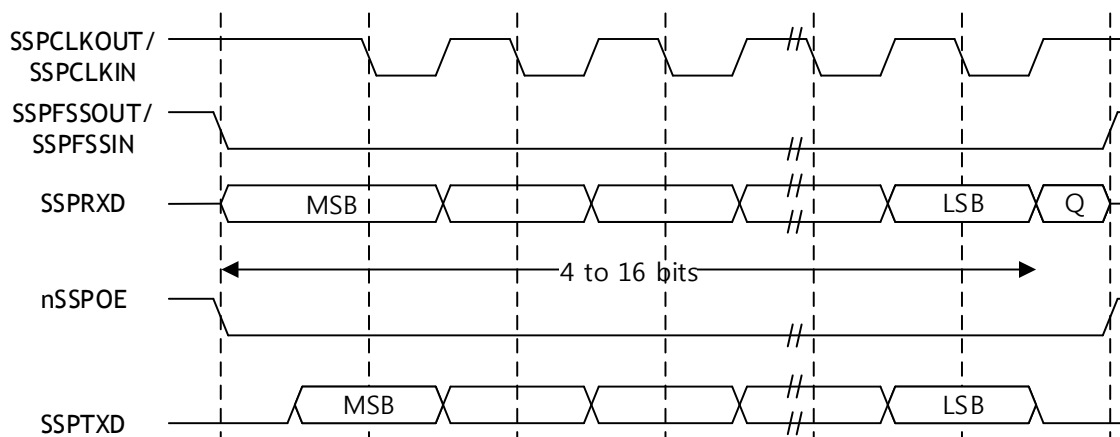 SSPCLKOUT/
SSPCLKIN
SSPFSSOUT/
SSPFSSIN
SSPRXD
MSB
LSB
Q
4 to 16 bits
nSSPOE
SSPTXD
MSB
LSB